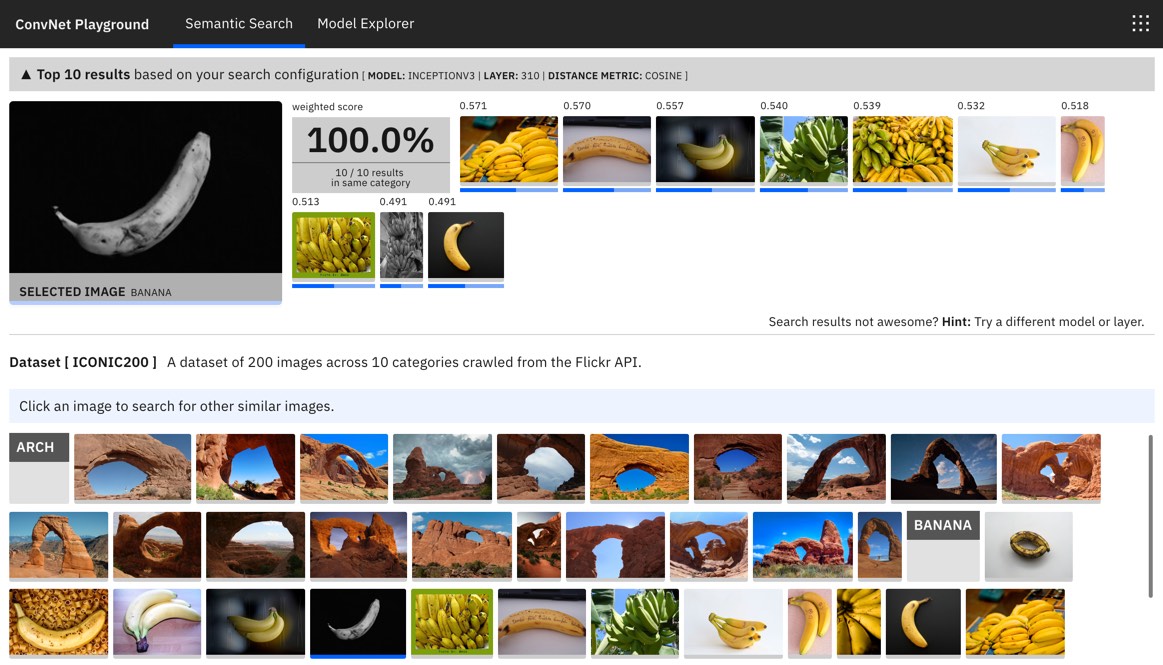 ConvNet Playground
Semantic Search
Model Explorer
▲ Top 10 results based on your search configuration [ MODEL: INCEPTIONV3 | LAYER: 310 | DISTANCE METRIC: COSINE ]
weighted score
100.0%
10 / 10 results
in same category
0.571
0.570
0.557
0.540
0.539
0.532
0.518
0.513
0.491
0.491
SELECTED IMAGE BANANA
Search results not awesome? Hint: Try a different model or layer.
Dataset [ ICONIC200 ] A dataset of 200 images across 10 categories crawled from the Flickr API.
Click an image to search for other similar images.
ARCH
BANANA